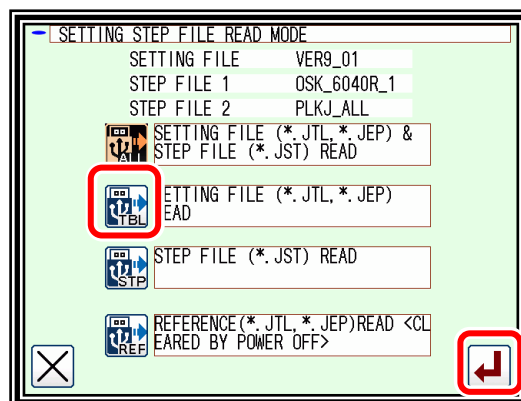 SETTING STEP FILE READ MODE
SETTING FILE VER9_01
STEP FILE 1 OSK_6040R_1
STEP FILE 2 PLKJ_ALL
A
SETTING FILE (*.JTL,*.JEP) &
STEP FILE (*.JST) READ
TBL
ETTING FILE (*.JTL,*.JEP)
EAD
STP
STEP FILE (*.JST) READ
REF
REFERENCE(*.JTL,*.JEP)READ <CL
EARED BY POWER OFF>